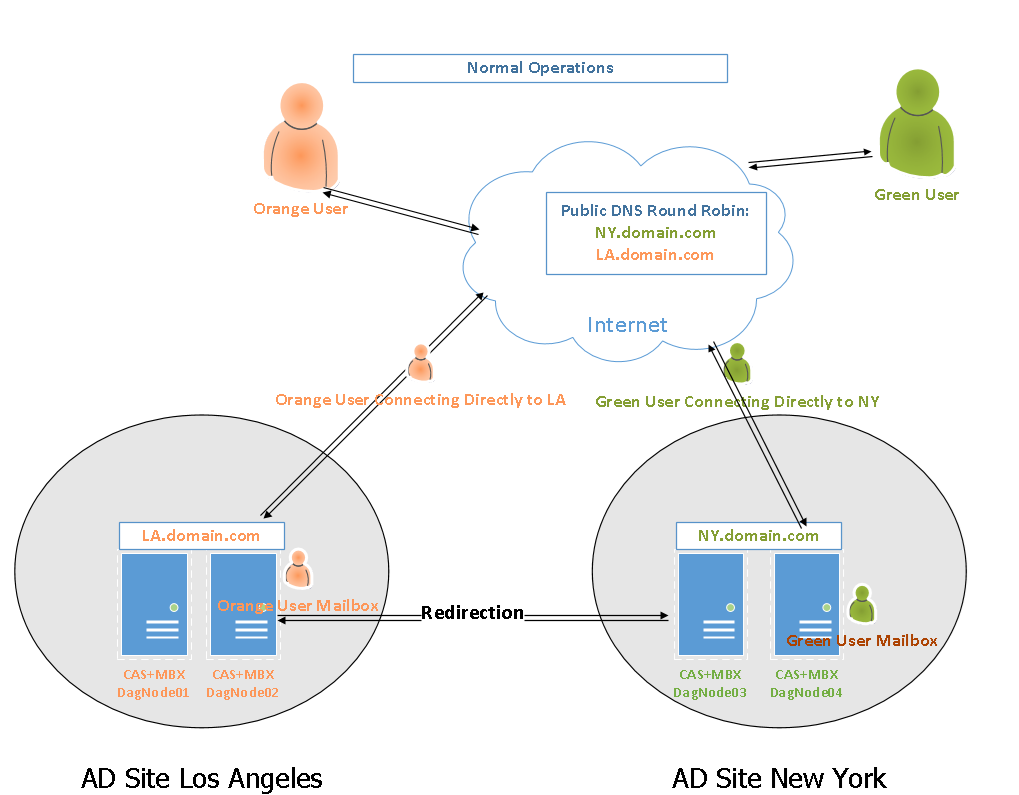 Normal Operations
Orange User
Green User
Public DNS Round Robin:
NY.domain.com
LA.domain.com
Internet
Orange User Connecting Directly to LA
Green User Connecting Directly to NY
LA.domain.com
NY.domain.com
Orange User Mailbox
Redirection
Green User Mailbox
CAS+MBX
DagNode01
CAS+MBX
DagNode02
CAS+MBX
DagNode03
CAS+MBX
DagNode04
AD Site Los Angeles
AD Site New York